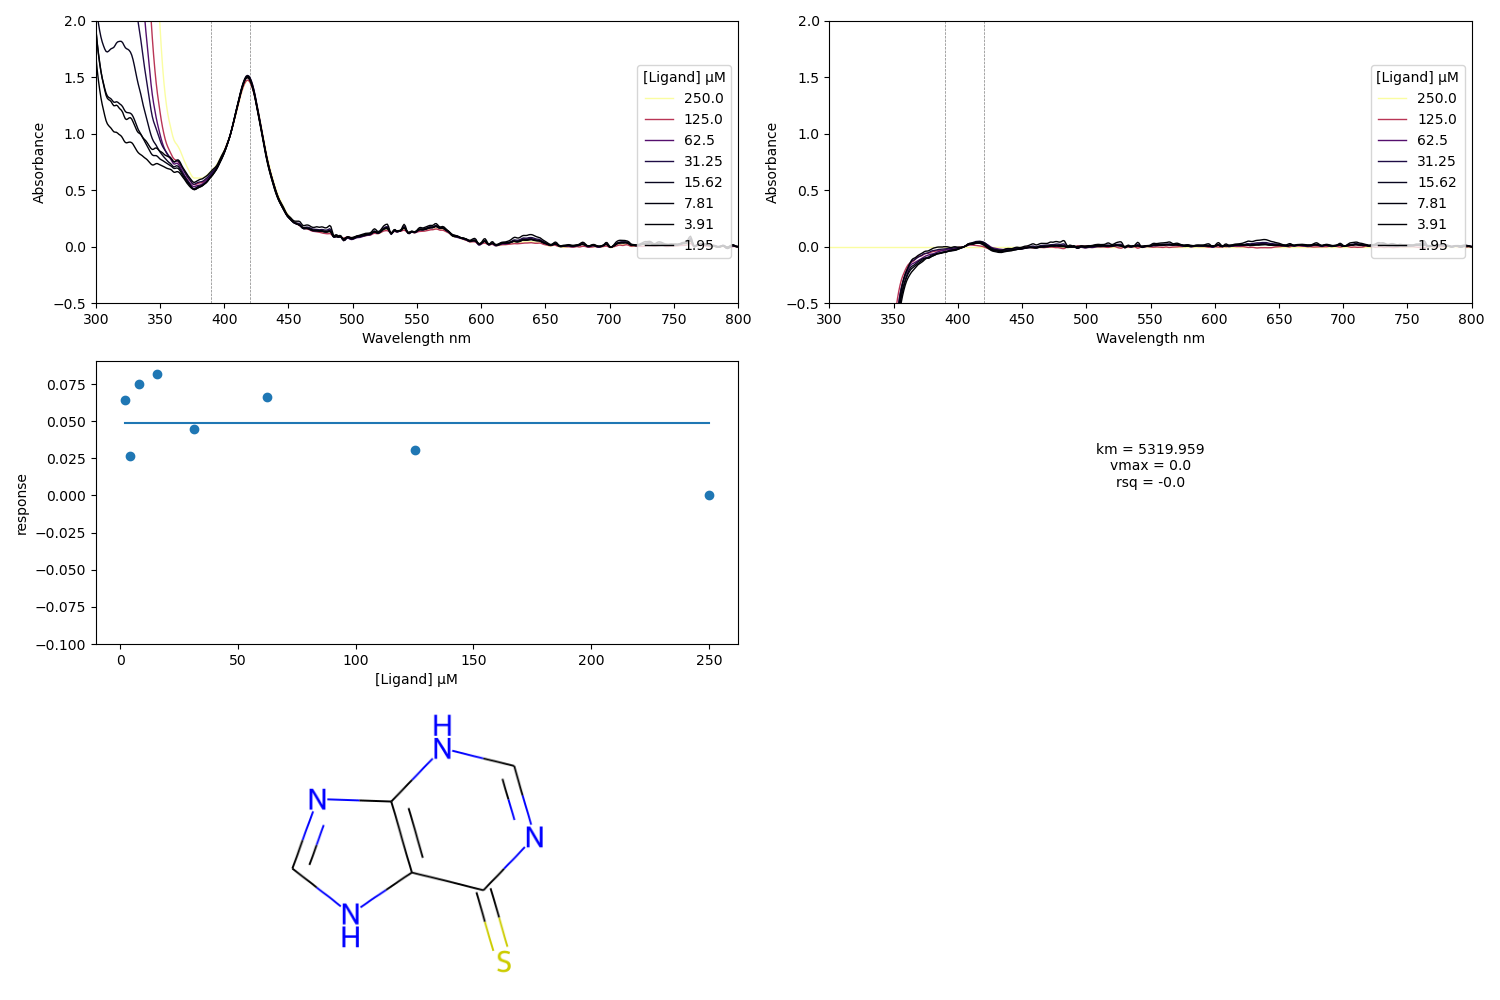 2.0
1.5
1.0
0.5
0.0
−0.5
Absorbance
300 350 400 450 500 550 600 650 700 750 800
Wavelength nm
[Ligand] μM
250.0
125.0
62.5
31.25
15.62
7.81
3.91
1.95
2.0
1.5
1.0
0.5
0.0
−0.5
Absorbance
300 350 400 450 500 550 600 650 700 750 800
Wavelength nm
[Ligand] μM
250.0
125.0
62.5
31.25
15.62
7.81
3.91
1.95
0.075
0.050
0.025
0.000
−0.025
−0.050
−0.075
−0.100
response
0 50 100 150 200 250
[Ligand] μM
km = 5319.959
vmax = 0.0
rsq = -0.0
H
N
N
N
N
H
S